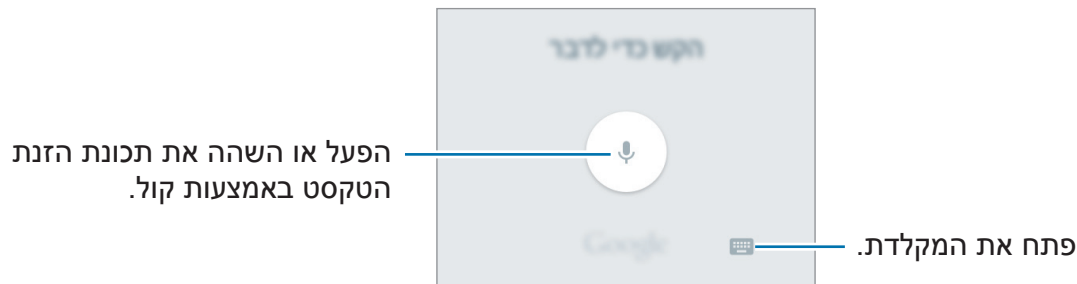 הקש כדי לדבר
הפעל או השהה את תכונת הזנת
הטקסט באמצעות קול.
Google
פתח את המקלדת.